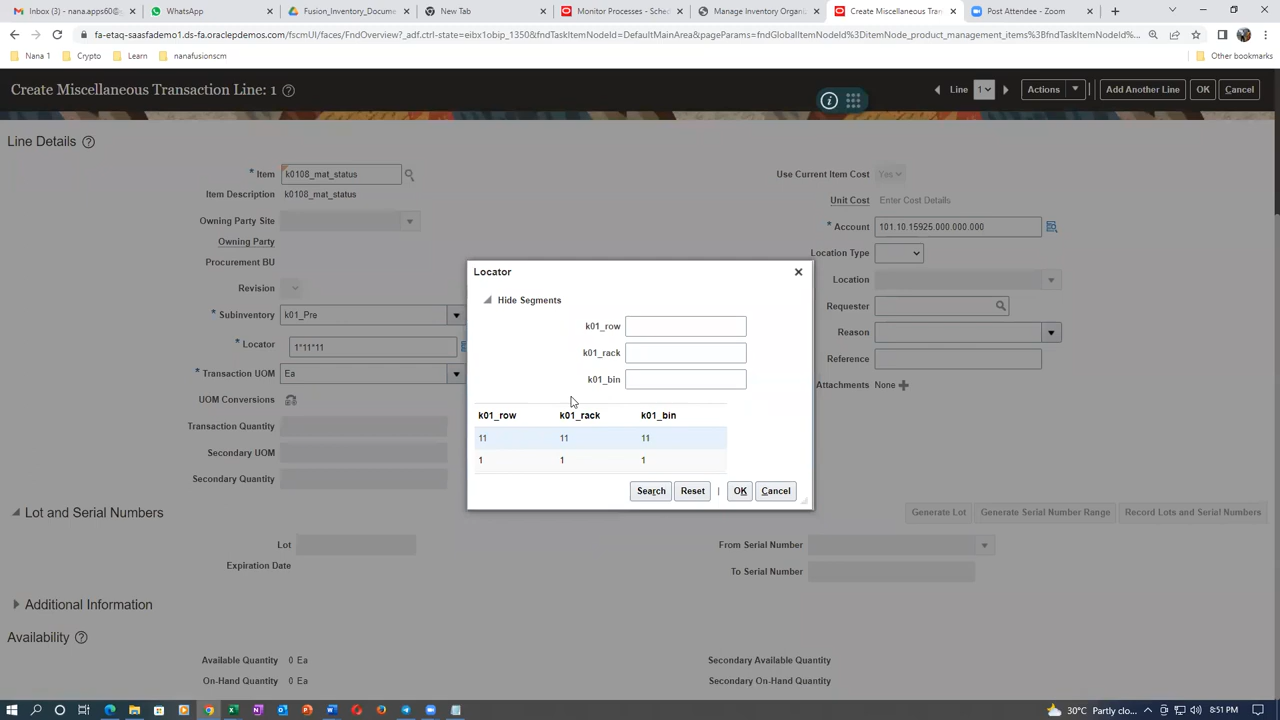 Inbox (3) - nana.apps60@
WhatsApp
Fusion_Inventory_Docume
New Tab
Monitor Processes - Sched
Manage Inventory Organiz
Create Miscellaneous Tran
Post Attendee - Zoom
fa-etaq-saasfademo1.ds-fa.oraclepdemos.com/fscmUI/faces/FndOverview?_adf.ctrl-state=eibx1obip_1350&fndTaskItemNodeId=DefaultMainArea&pageParams=fndGlobalItemNodeId%3Ditemnode_product_management_items%3BfndTaskItemNodeId%...
Nana 1
Crypto
Learn
nanafusionscm
Other bookmarks
Create Miscellaneous Transaction Line: 1
Line 1
Actions
Add Another Line
OK
Cancel
Line Details
* Item k0108_mat_status
Item Description k0108_mat_status
Owning Party Site
Owning Party
Procurement BU
Revision
* Subinventory k01_Pre
* Locator 1*11*11
* Transaction UOM Ea
UOM Conversions
Transaction Quantity
Secondary UOM
Secondary Quantity
Use Current Item Cost Yes
Unit Cost Enter Cost Details
* Account 101.10.15925.000.000.000
Location Type
Location
Requester
Reason
Reference
Attachments None
Locator
Hide Segments
k01_row
k01_rack
k01_bin
k01_row k01_rack k01_bin
11 11 11
1 1 1
Search Reset | OK Cancel
Lot and Serial Numbers
Generate Lot
Generate Serial Number Range
Record Lots and Serial Numbers
Lot
Expiration Date
From Serial Number
To Serial Number
Additional Information
Availability
Available Quantity 0 Ea
On-Hand Quantity 0 Ea
Secondary Available Quantity
Secondary On-Hand Quantity
30°C Partly clo...
8:51 PM